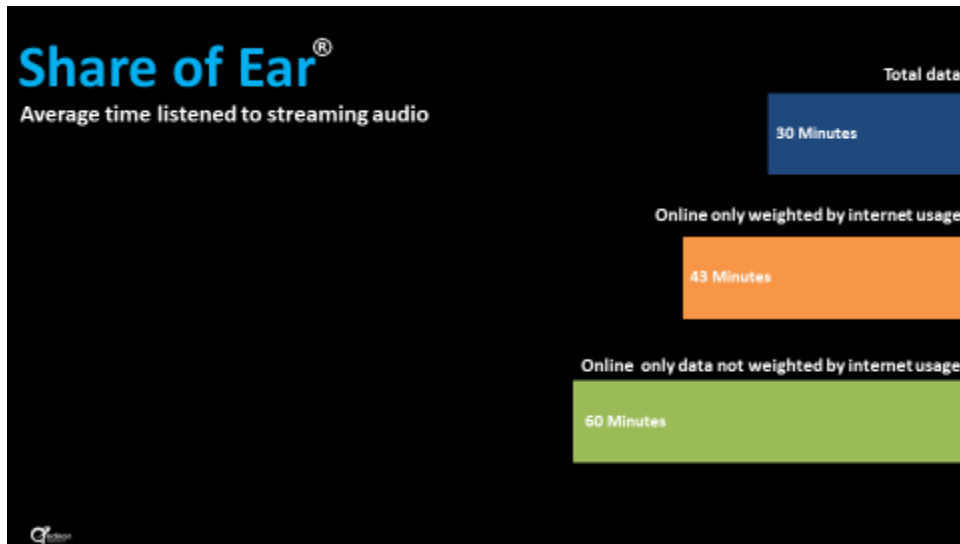 Share of Ear®
Average time listened to streaming audio
Total data
30 Minutes
Online only weighted by internet usage
43 Minutes
Online only data not weighted by internet usage
60 Minutes
edison